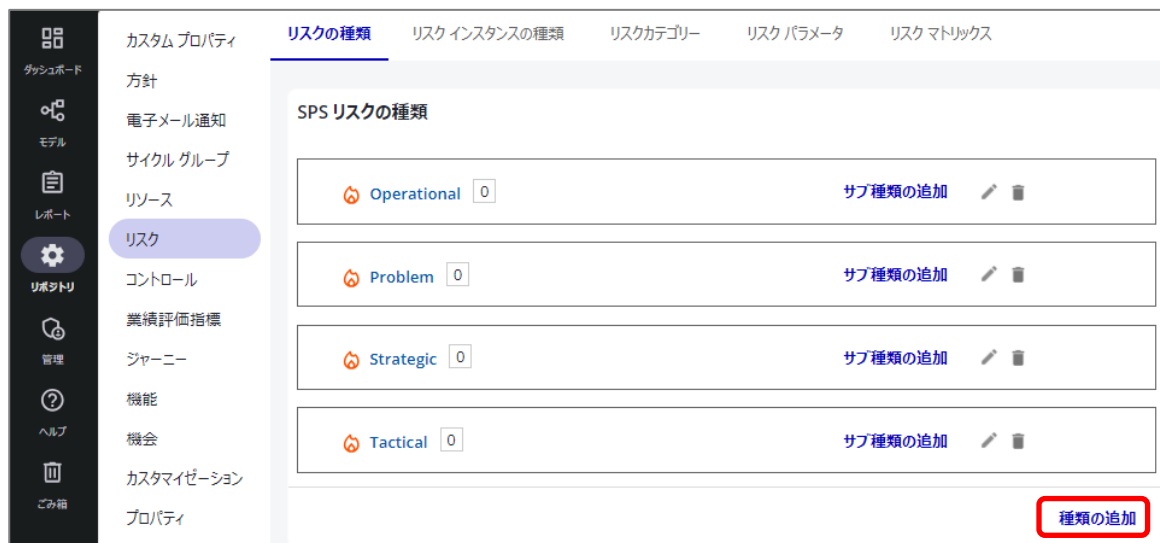 ダッシュボード
モデル
レポート
リポジトリ
管理
ヘルプ
ごみ箱
カスタム プロパティ
方針
電子メール通知
サイクル グループ
リソース
リスク
コントロール
業績評価指標
ジャーニー
機能
機会
カスタマイゼーション
プロパティ
リスクの種類 リスク インスタンスの種類 リスクカテゴリー リスク パラメータ リスク マトリックス
SPS リスクの種類
Operational 0 サブ種類の追加
Problem 0 サブ種類の追加
Strategic 0 サブ種類の追加
Tactical 0 サブ種類の追加
種類の追加